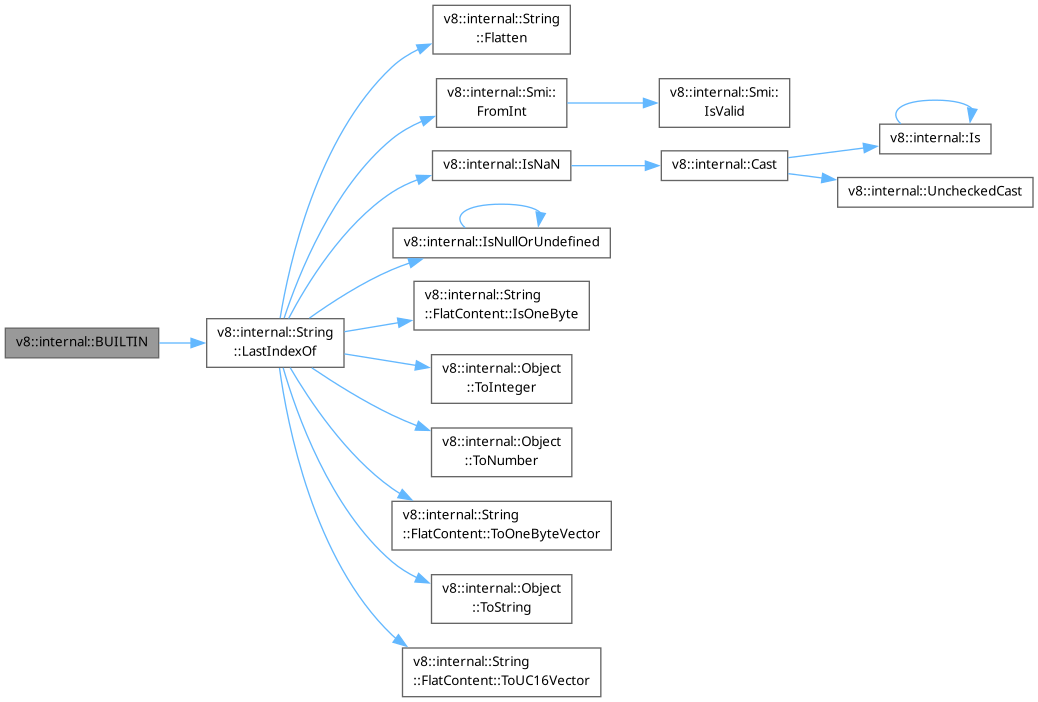 v8::internal::String
::Flatten
v8::internal::Smi::
FromInt
v8::internal::Smi::
IsValid
v8::internal::Is
v8::internal::IsNaN
v8::internal::Cast
v8::internal::UncheckedCast
v8::internal::IsNullOrUndefined
v8::internal::String
::FlatContent::IsOneByte
v8::internal::BUILTIN
v8::internal::String
::LastIndexOf
v8::internal::Object
::ToInteger
v8::internal::Object
::ToNumber
v8::internal::String
::FlatContent::ToOneByteVector
v8::internal::Object
::ToString
v8::internal::String
::FlatContent::ToUC16Vector